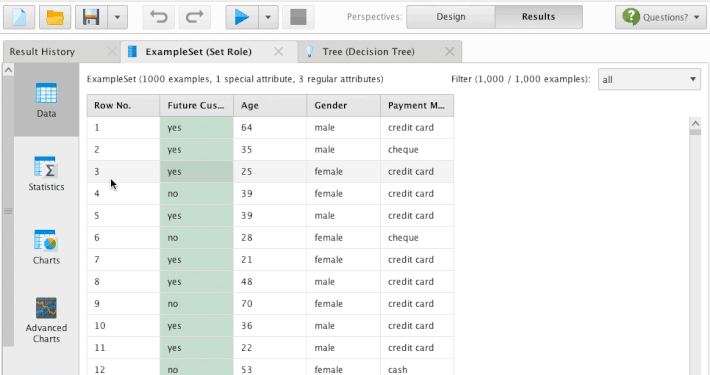 Perspectives: Design Results Questions?
Result History ExampleSet (Set Role) Tree (Decision Tree)
ExampleSet (1000 examples, 1 special attribute, 3 regular attributes) Filter (1,000 / 1,000 examples): all
Data
Statistics
Charts
Advanced
Charts
Row No. Future Cus... Age Gender Payment M...
1 yes 64 male credit card
2 yes 35 male cheque
3 yes 25 female credit card
4 no 39 female credit card
5 yes 39 male credit card
6 no 28 female cheque
7 yes 21 female credit card
8 yes 48 male credit card
9 no 70 female credit card
10 yes 36 male credit card
11 yes 22 male credit card
12 no 53 female cash